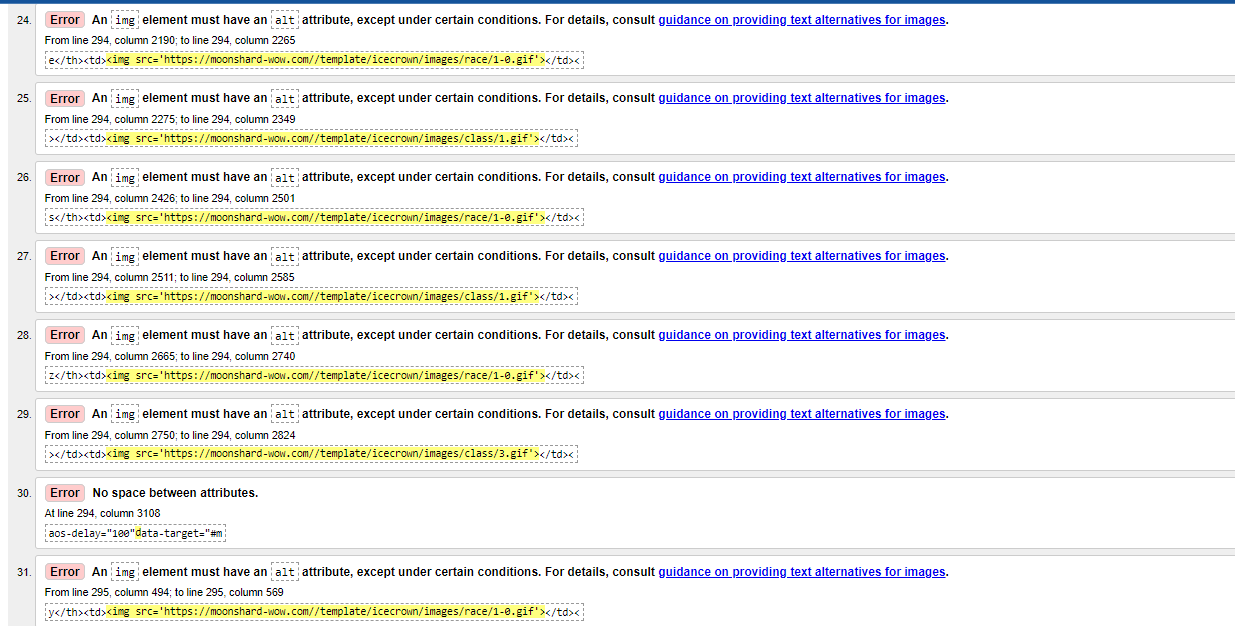 24. Error An img element must have an alt attribute, except under certain conditions. For details, consult guidance on providing text alternatives for images.
From line 294, column 2190; to line 294, column 2265
e</th><td><img src='https://moonshard-wow.com//template/icecrown/images/race/1-0.gif'></td><
25. Error An img element must have an alt attribute, except under certain conditions. For details, consult guidance on providing text alternatives for images.
From line 294, column 2275; to line 294, column 2349
></td><td><img src='https://moonshard-wow.com//template/icecrown/images/class/1.gif'></td><
26. Error An img element must have an alt attribute, except under certain conditions. For details, consult guidance on providing text alternatives for images.
From line 294, column 2426; to line 294, column 2501
s</th><td><img src='https://moonshard-wow.com//template/icecrown/images/race/1-0.gif'></td><
27. Error An img element must have an alt attribute, except under certain conditions. For details, consult guidance on providing text alternatives for images.
From line 294, column 2511; to line 294, column 2585
></td><td><img src='https://moonshard-wow.com//template/icecrown/images/class/1.gif'></td><
28. Error An img element must have an alt attribute, except under certain conditions. For details, consult guidance on providing text alternatives for images.
From line 294, column 2665; to line 294, column 2740
z</th><td><img src='https://moonshard-wow.com//template/icecrown/images/race/1-0.gif'></td><
29. Error An img element must have an alt attribute, except under certain conditions. For details, consult guidance on providing text alternatives for images.
From line 294, column 2750; to line 294, column 2824
></td><td><img src='https://moonshard-wow.com//template/icecrown/images/class/3.gif'></td><
30. Error No space between attributes.
At line 294, column 3108
aos-delay="100"data-target="#m
31. Error An img element must have an alt attribute, except under certain conditions. For details, consult guidance on providing text alternatives for images.
From line 295, column 494; to line 295, column 569
y</th><td><img src='https://moonshard-wow.com//template/icecrown/images/race/1-0.gif'></td><